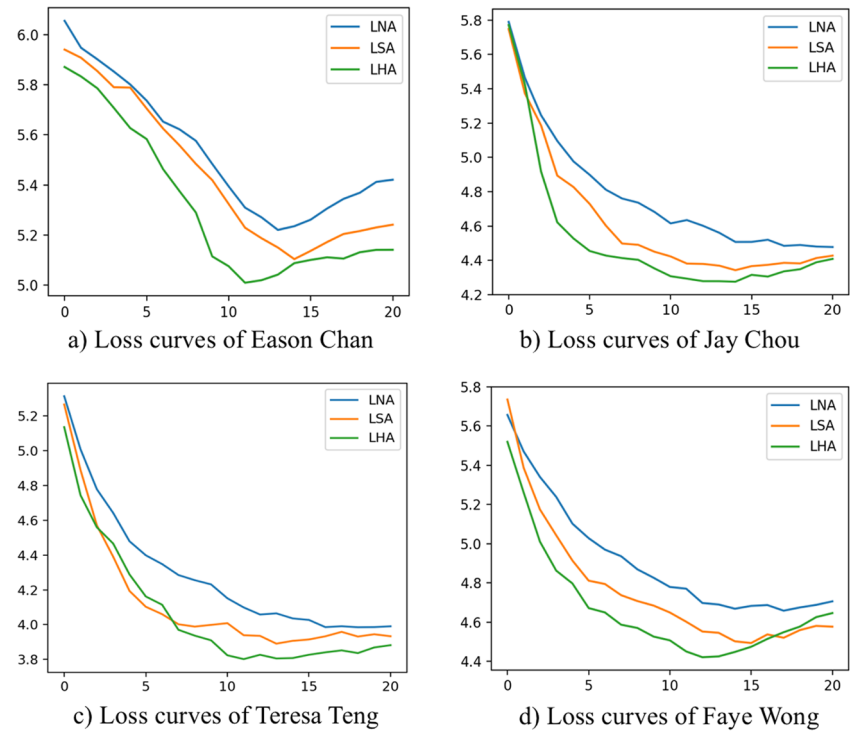 6.0
5.8
5.6
5.4
5.2
5.0
0 5 10 15 20
LNA
LSA
LHA
a) Loss curves of Eason Chan
5.8
5.6
5.4
5.2
5.0
4.8
4.6
4.4
4.2
0 5 10 15 20
LNA
LSA
LHA
b) Loss curves of Jay Chou
5.2
5.0
4.8
4.6
4.4
4.2
4.0
3.8
0 5 10 15 20
LNA
LSA
LHA
c) Loss curves of Teresa Teng
5.8
5.6
5.4
5.2
5.0
4.8
4.6
4.4
0 5 10 15 20
LNA
LSA
LHA
d) Loss curves of Faye Wong